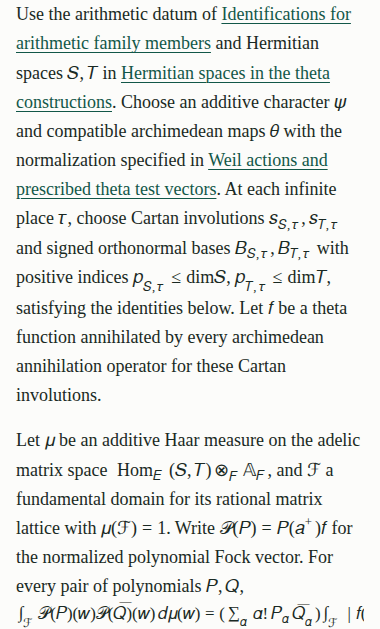 Use the arithmetic datum of Identifications for
arithmetic family members and Hermitian
spaces S, T in Hermitian spaces in the theta
constructions. Choose an additive character ψ
and compatible archimedean maps θ with the
normalization specified in Weil actions and
prescribed theta test vectors. At each infinite
place τ, choose Cartan involutions s_{S,τ}, s_{T,τ}
and signed orthonormal bases B_{S,τ}, B_{T,τ} with
positive indices p_{S,τ} ≤ dimS, p_{T,τ} ≤ dimT,
satisfying the identities below. Let f be a theta
function annihilated by every archimedean
annihilation operator for these Cartan
involutions.
Let μ be an additive Haar measure on the adelic
matrix space Hom_E (S, T) ⊗_F 𝔸_F, and ℱ a
fundamental domain for its rational matrix
lattice with μ(ℱ) = 1. Write 𝒫(P) = P(a⁺)f for
the normalized polynomial Fock vector. For
every pair of polynomials P, Q,
∫_ℱ 𝒫(P)(w)\overline{𝒫(Q)(w)} dμ(w) = (∑_α α! P_α \overline{Q_α}) ∫_ℱ | f(